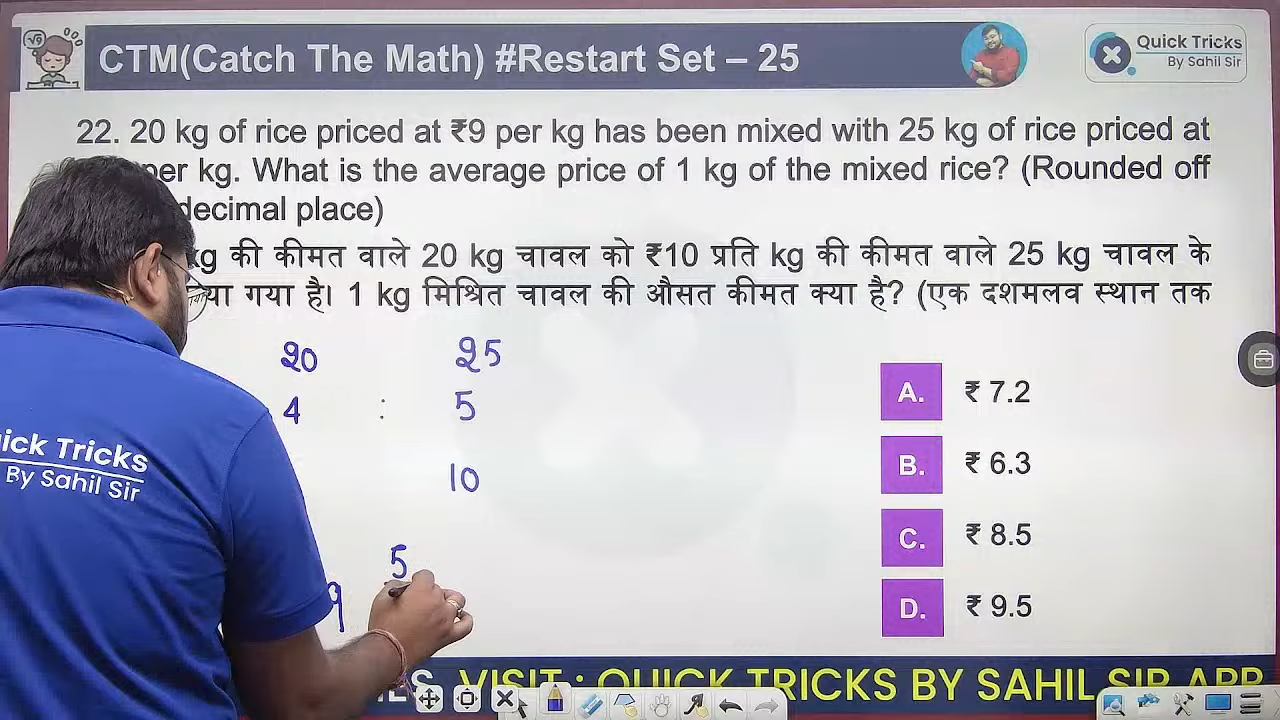 CTM(Catch The Math) #Restart Set – 25
Quick Tricks
By Sahil Sir
22. 20 kg of rice priced at ₹9 per kg has been mixed with 25 kg of rice priced at
per kg. What is the average price of 1 kg of the mixed rice? (Rounded off
decimal place)
kg की कीमत वाले 20 kg चावल को ₹10 प्रति kg की कीमत वाले 25 kg चावल के
गया है। 1 kg मिश्रित चावल की औसत कीमत क्या है? (एक दशमलव स्थान तक
20 25
4 : 5
10
5
9
A. ₹ 7.2
B. ₹ 6.3
C. ₹ 8.5
D. ₹ 9.5
Tricks
By Sahil Sir
VISIT : QUICK TRICKS BY SAHIL SIR APP